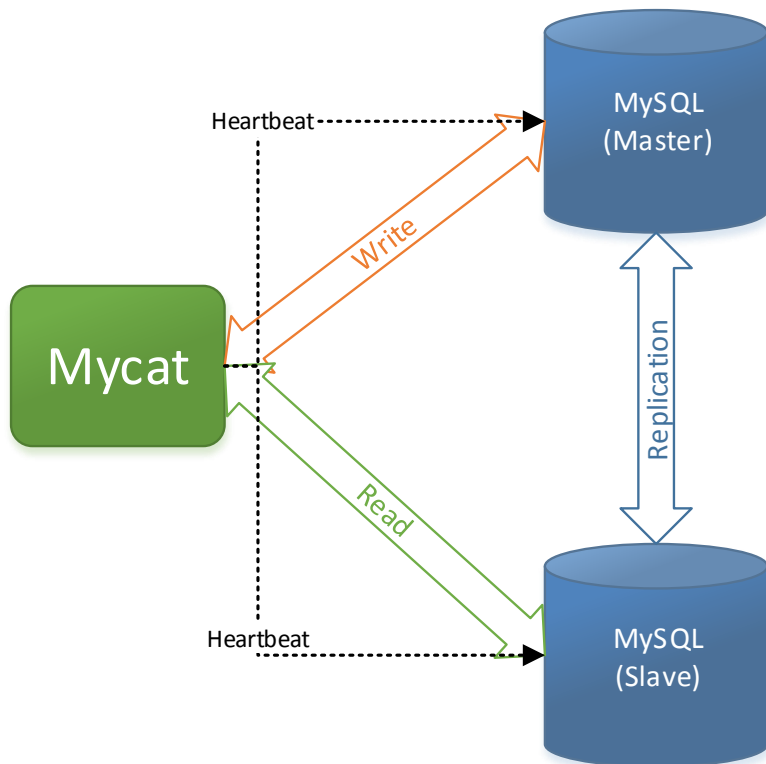 MySQL
(Master)
Heartbeat
Write
Mycat
Replication
Read
Heartbeat
MySQL
(Slave)